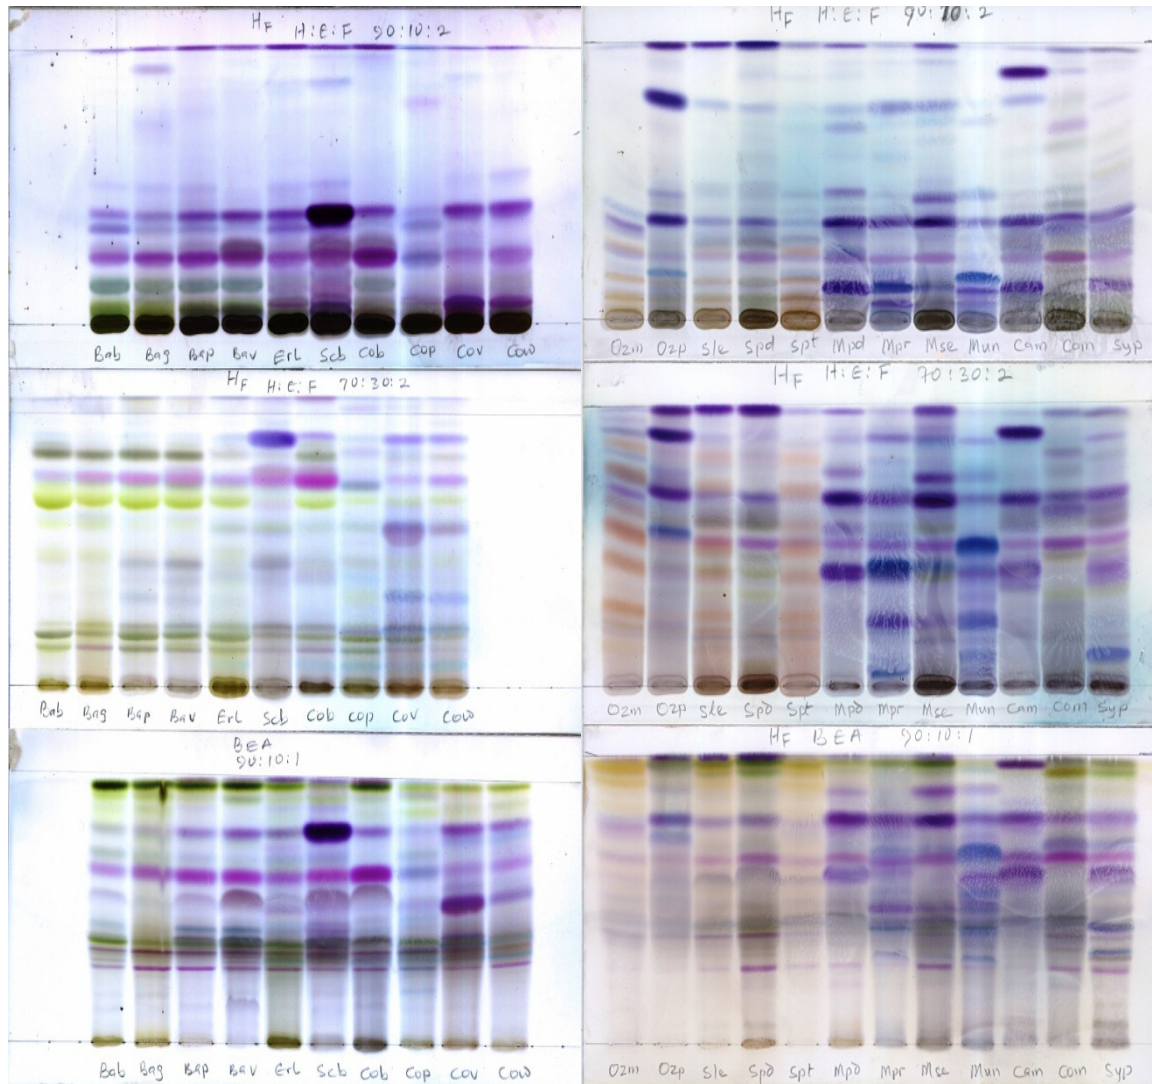 HF H:E:F 90:10:2
Bab Bag Bap Bav Erl Scb Cob Cop Cov Cow
HF H:E:F 90:10:2
Ozm Ozp Sle Spd Spt Mpd Mpr Mse Mun Cam Com Syp
HF H:E:F 70:30:2
Bab Bag Bap Bav Erl Scb Cob Cop Cov Cow
HF H:E:F 70:30:2
Ozm Ozp Sle Spd Spt Mpd Mpr Mse Mun Cam Com Syp
BEA
90:10:1
Bab Bag Bap Bav Erl Scb Cob Cop Cov Cow
HF BEA 90:10:1
Ozm Ozp Sle Spd Spt Mpd Mpr Mse Mun Cam Com Syp